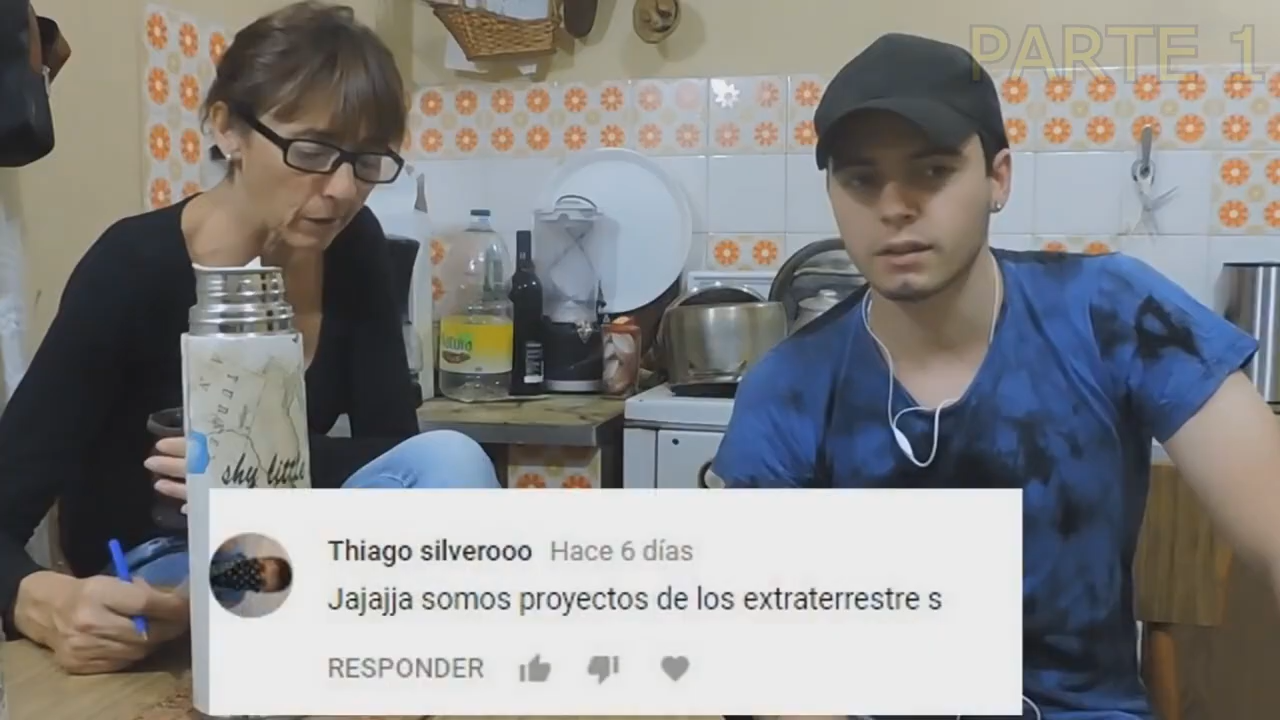 PARTE 1
shy little
Thiago silverooo Hace 6 días
Jajajja somos proyectos de los extraterrestre s
RESPONDER